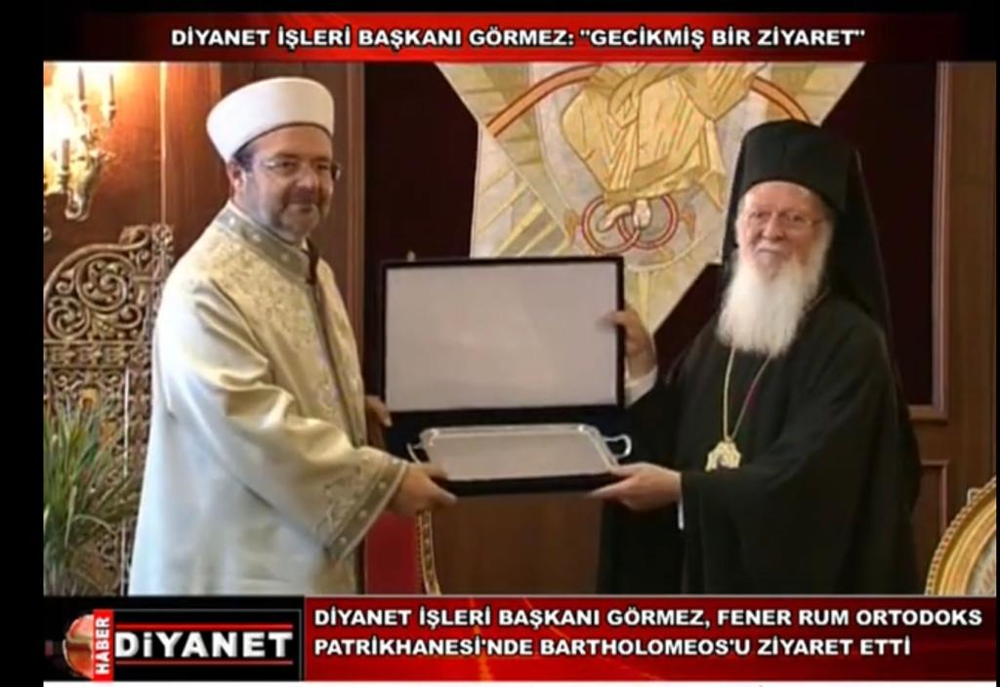 DİYANET İŞLERİ BAŞKANI GÖRMEZ: "GECİKMİŞ BİR ZİYARET"
HABER
DİYANET
DİYANET İŞLERİ BAŞKANI GÖRMEZ, FENER RUM ORTODOKS
PATRİKHANESİ'NDE BARTHOLOMEOS'U ZİYARET ETTİ